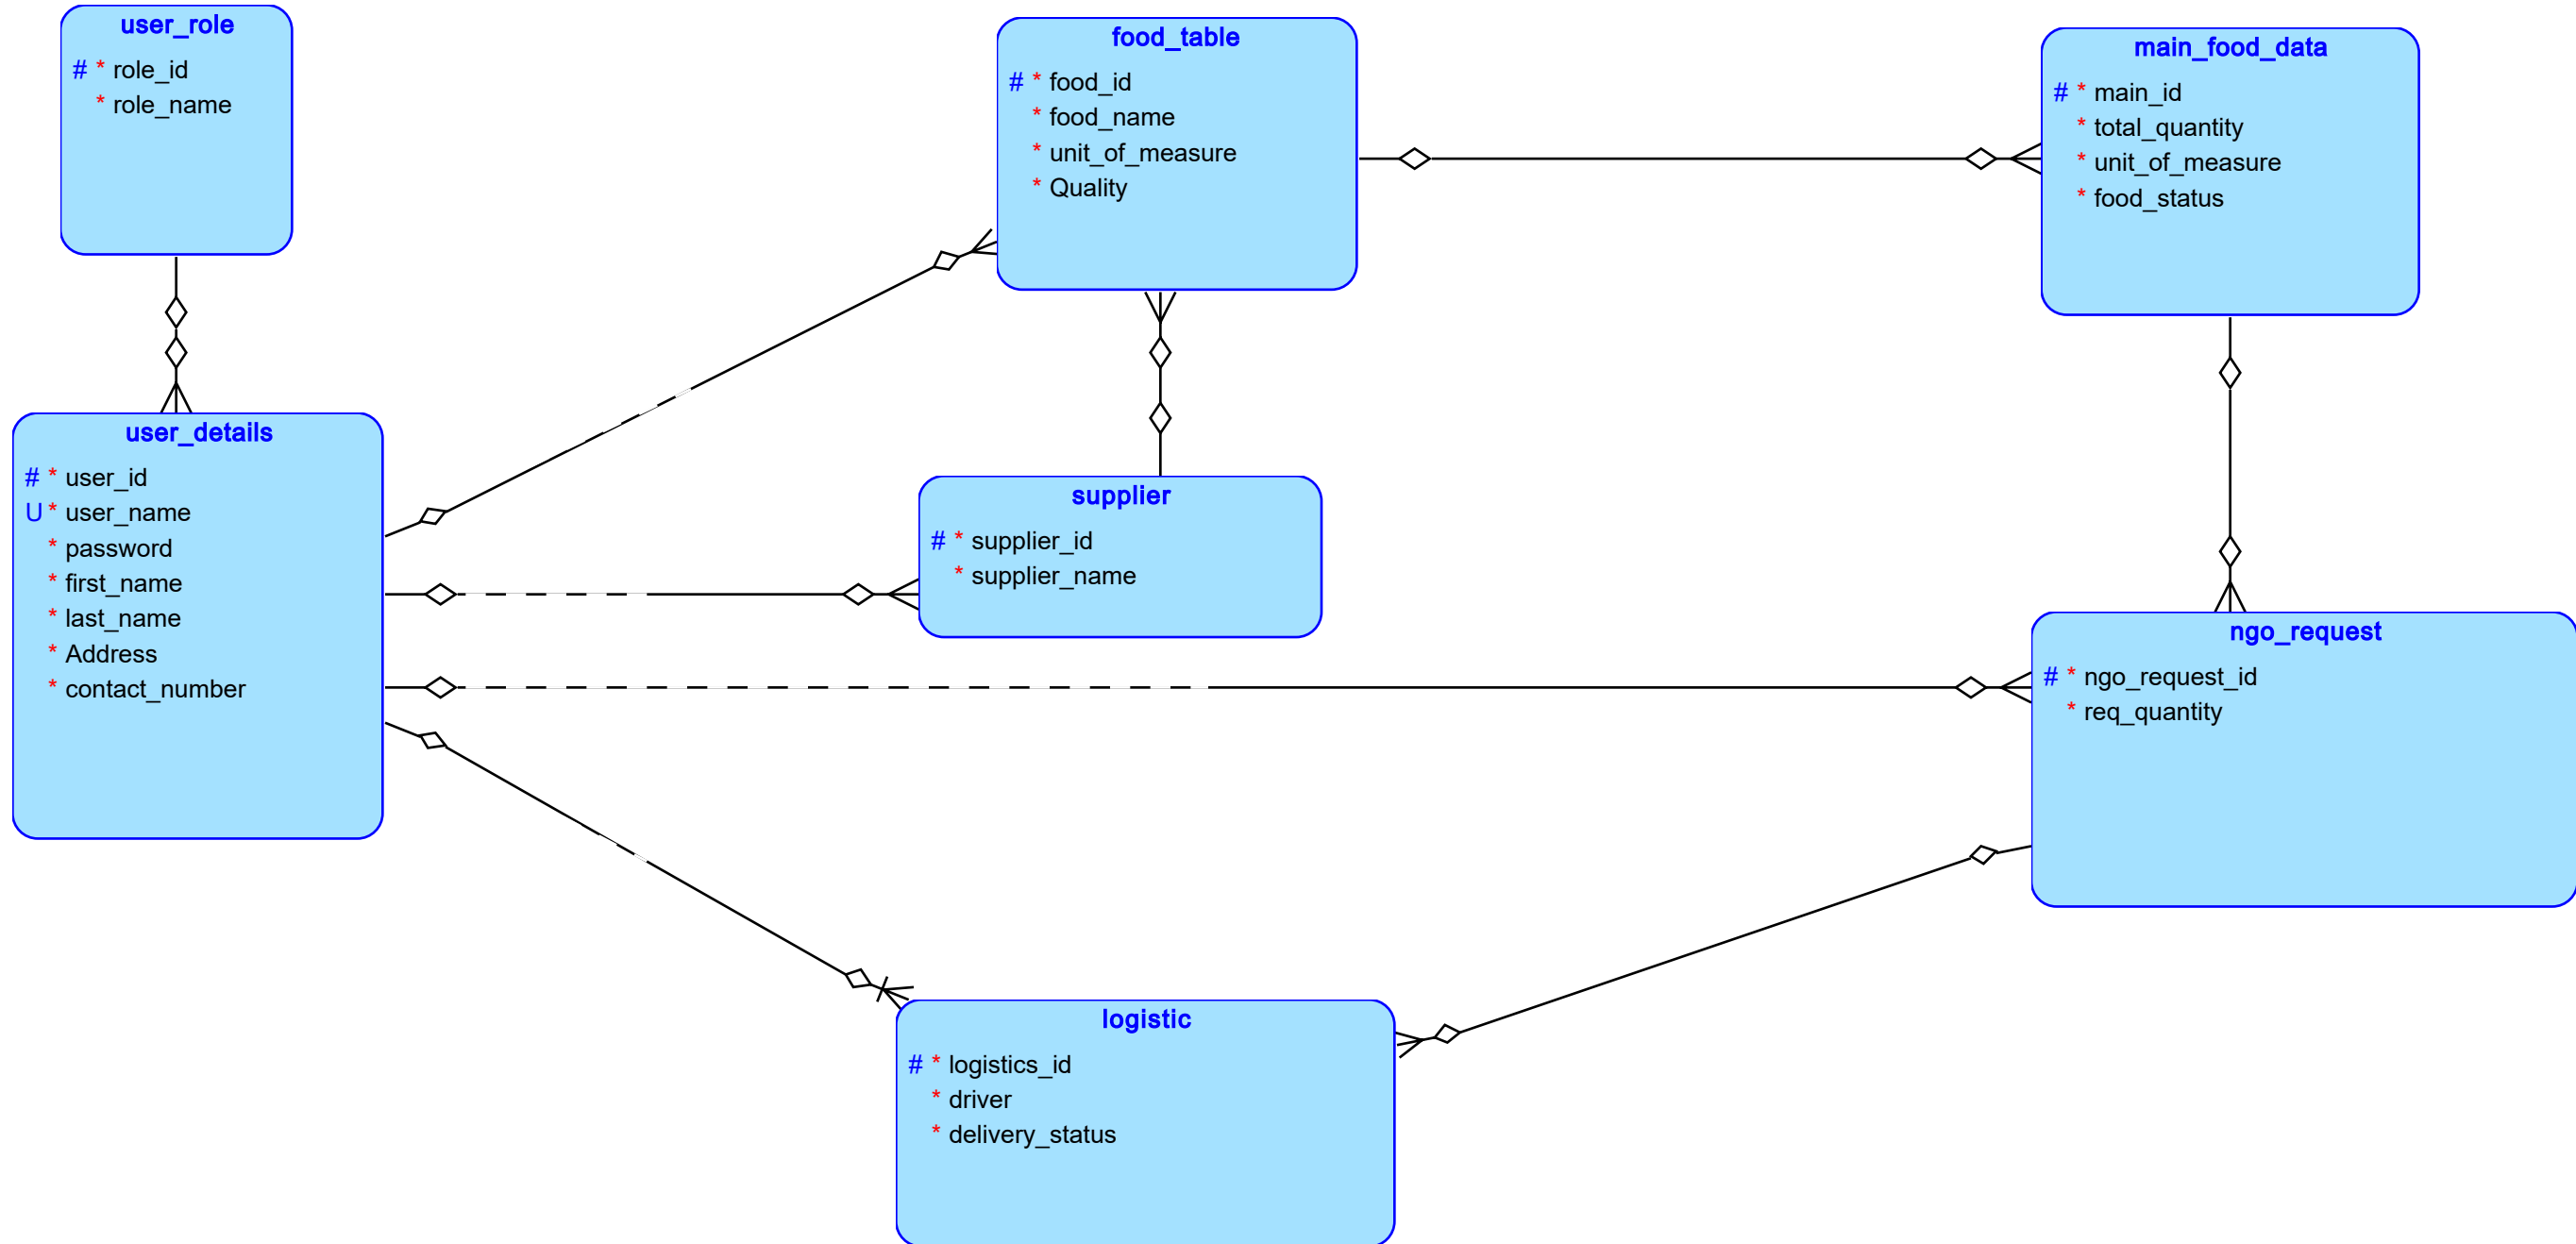 user_role
# * role_id
* role_name
food_table
# * food_id
* food_name
* unit_of_measure
* Quality
main_food_data
# * main_id
* total_quantity
* unit_of_measure
* food_status
user_details
# * user_id
U * user_name
* password
* first_name
* last_name
* Address
* contact_number
supplier
# * supplier_id
* supplier_name
ngo_request
# * ngo_request_id
* req_quantity
logistic
# * logistics_id
* driver
* delivery_status